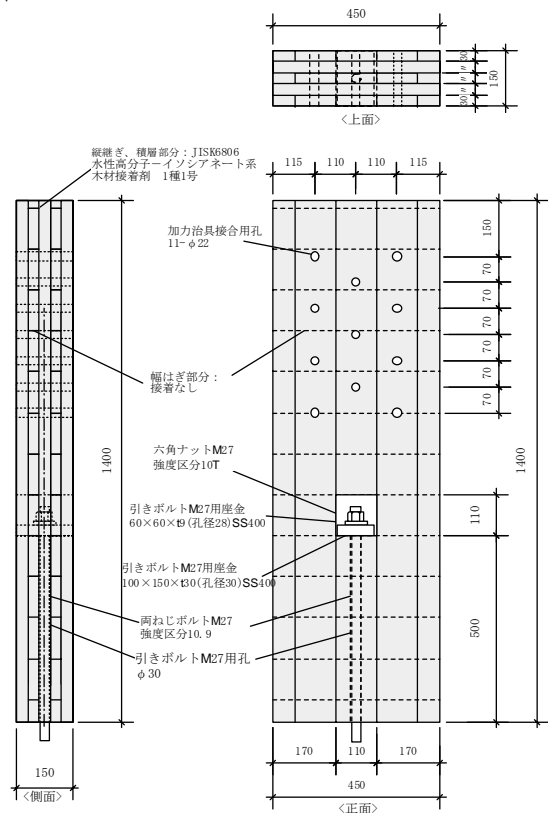 450
30
〃
〃
〃
30
150
<上面>
縦継ぎ、積層部分：JISK6806
水性高分子－イソシアネート系
木材接着剤　1種1号
115
110
110
115
加力治具接合用孔
11-φ22
150
70
70
70
70
70
70
幅はぎ部分：
接着なし
1400
1400
六角ナットM27
強度区分10T
引きボルトM27用座金
60×60×t9(孔径28)SS400
110
引きボルトM27用座金
100×150×t30(孔径30)SS400
両ねじボルトM27
強度区分10.9
500
引きボルトM27用孔
φ30
150
<側面>
170
110
170
450
<正面>